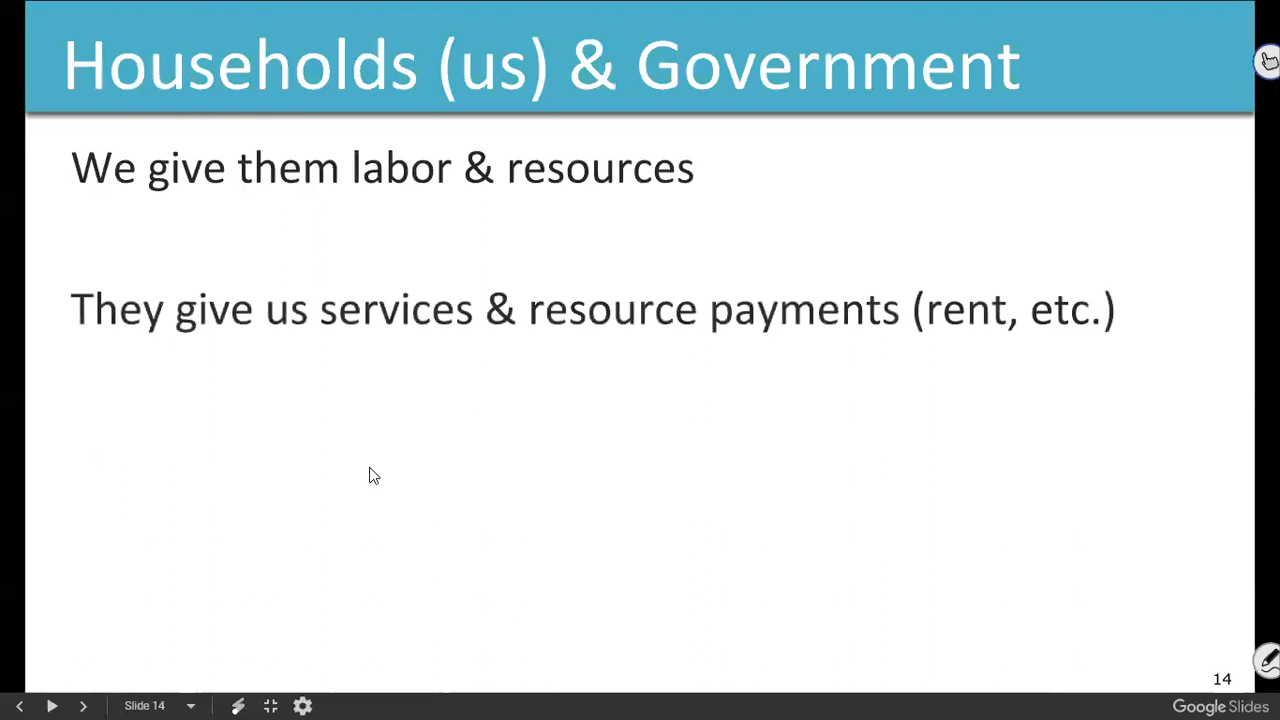 Households (us) & Government
We give them labor & resources
They give us services & resource payments (rent, etc.)
14
Slide 14
Google Slides